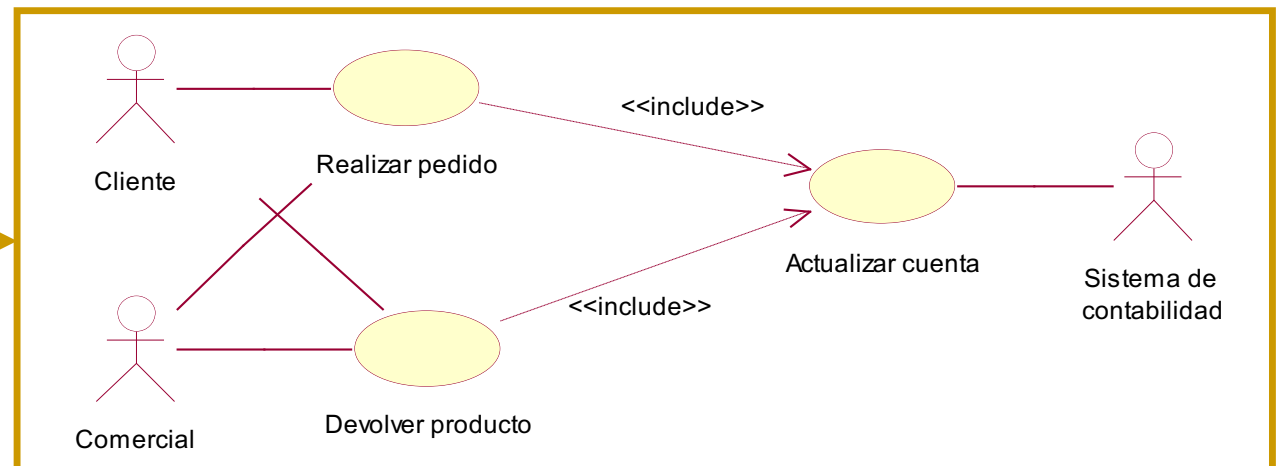 <<include>>
Realizar pedido
Cliente
Actualizar cuenta
Sistema de
contabilidad
<<include>>
Devolver producto
Comercial